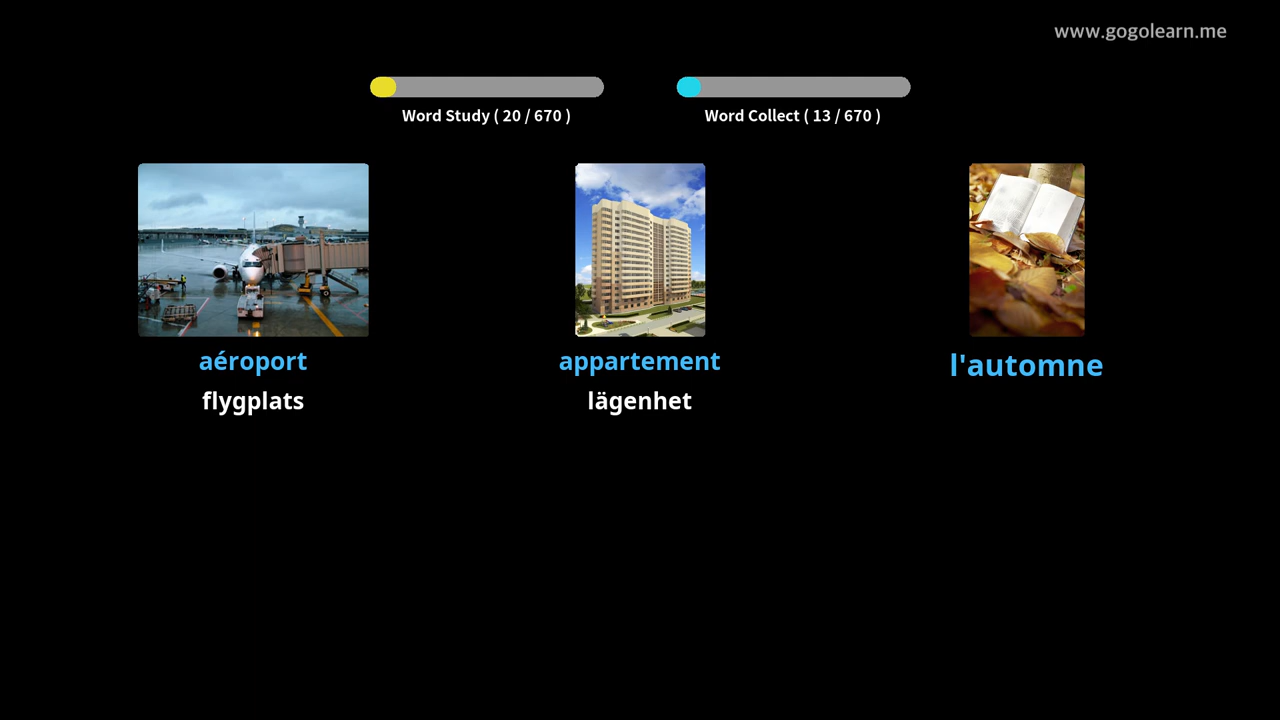 www.gogolearn.me
Word Study ( 20 / 670 )
Word Collect ( 13 / 670 )
aéroport
flygplats
appartement
lägenhet
l'automne